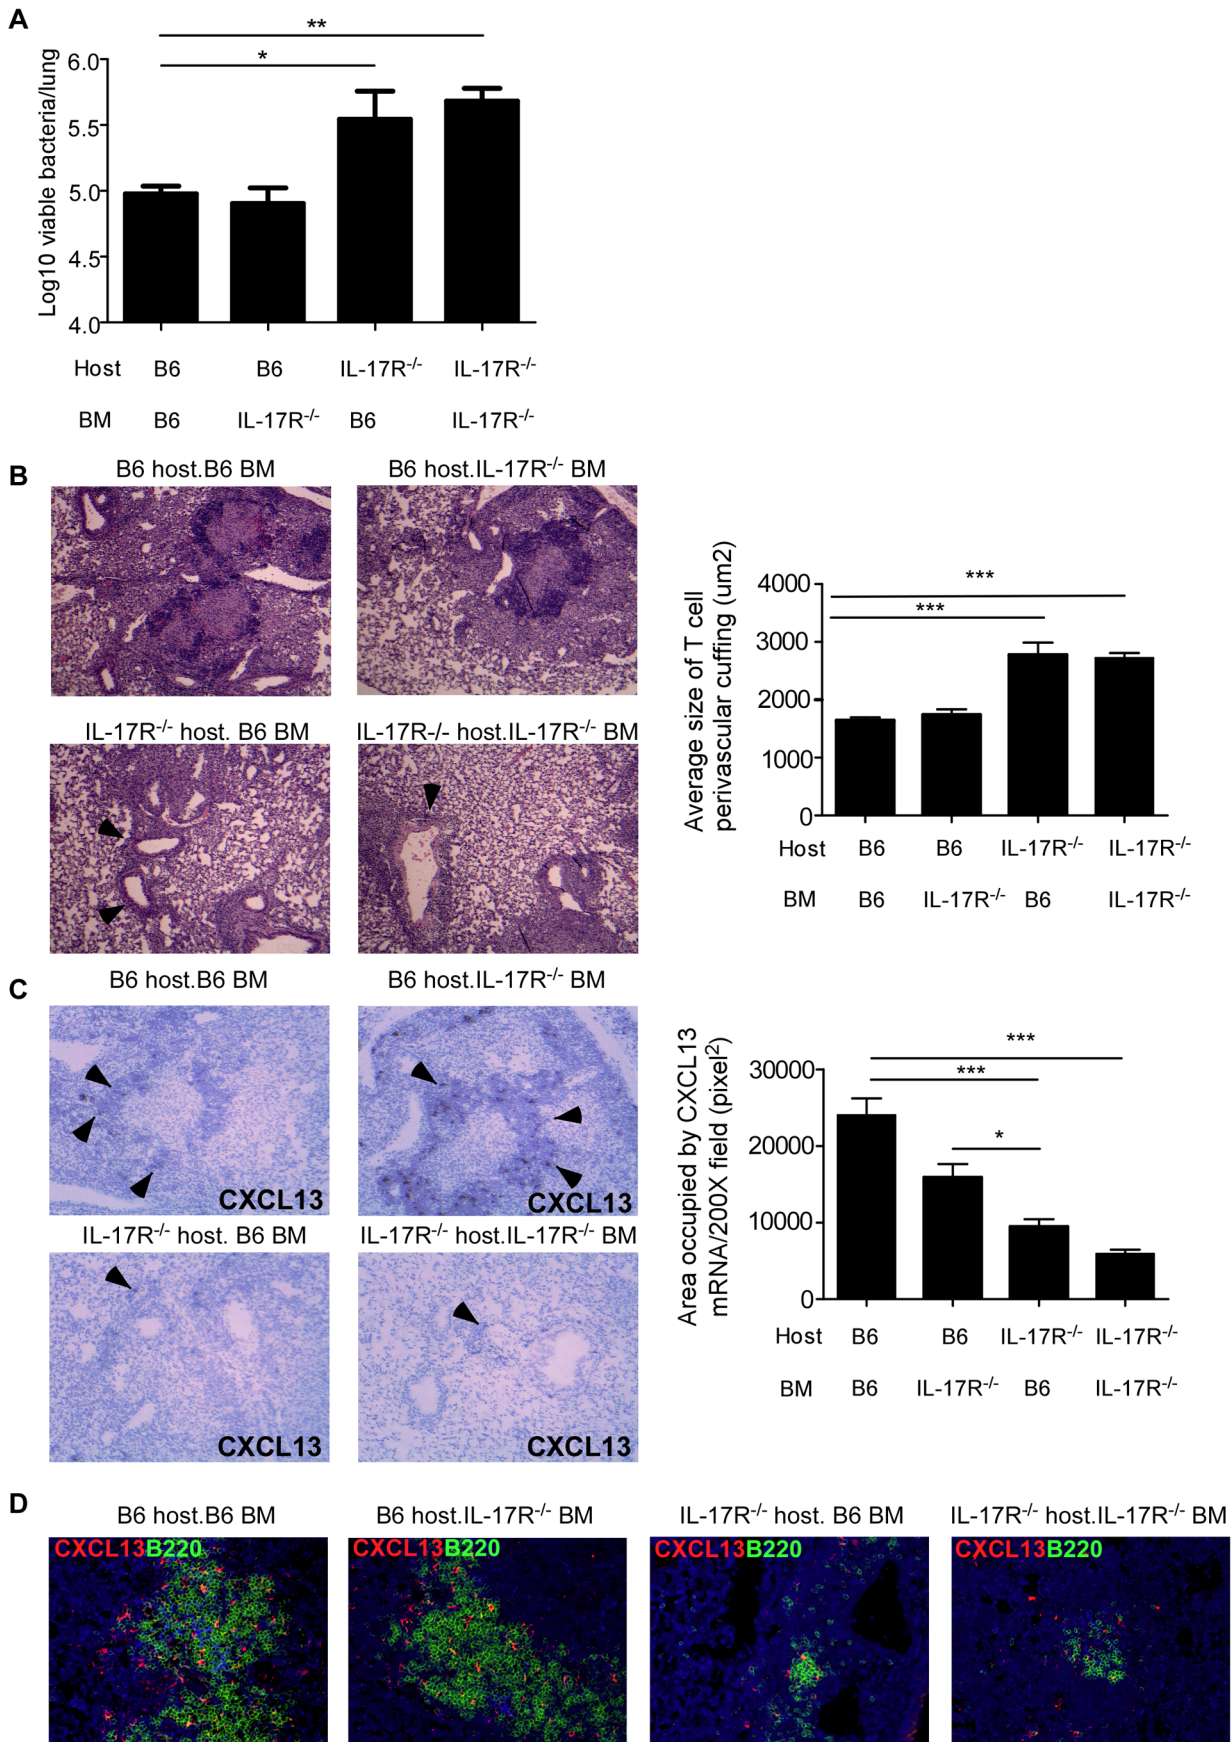 A
**
*
Log10 viable bacteria/lung
6.0
5.5
5.0
4.5
4.0
Host B6 B6 IL-17R-/- IL-17R-/-
BM B6 IL-17R-/- B6 IL-17R-/-
B
B6 host.B6 BM
B6 host.IL-17R-/- BM
IL-17R-/- host. B6 BM
IL-17R-/- host.IL-17R-/- BM
Average size of T cell
perivascular cuffing (um2)
4000
3000
2000
1000
0
***
***
Host B6 B6 IL-17R-/- IL-17R-/-
BM B6 IL-17R-/- B6 IL-17R-/-
C
B6 host.B6 BM
B6 host.IL-17R-/- BM
CXCL13
CXCL13
IL-17R-/- host. B6 BM
IL-17R-/- host.IL-17R-/- BM
CXCL13
CXCL13
Area occupied by CXCL13
mRNA/200X field (pixel2)
30000
20000
10000
0
***
***
*
Host B6 B6 IL-17R-/- IL-17R-/-
BM B6 IL-17R-/- B6 IL-17R-/-
D
B6 host.B6 BM
B6 host.IL-17R-/- BM
IL-17R-/- host. B6 BM
IL-17R-/- host.IL-17R-/- BM
CXCL13B220
CXCL13B220
CXCL13B220
CXCL13B220